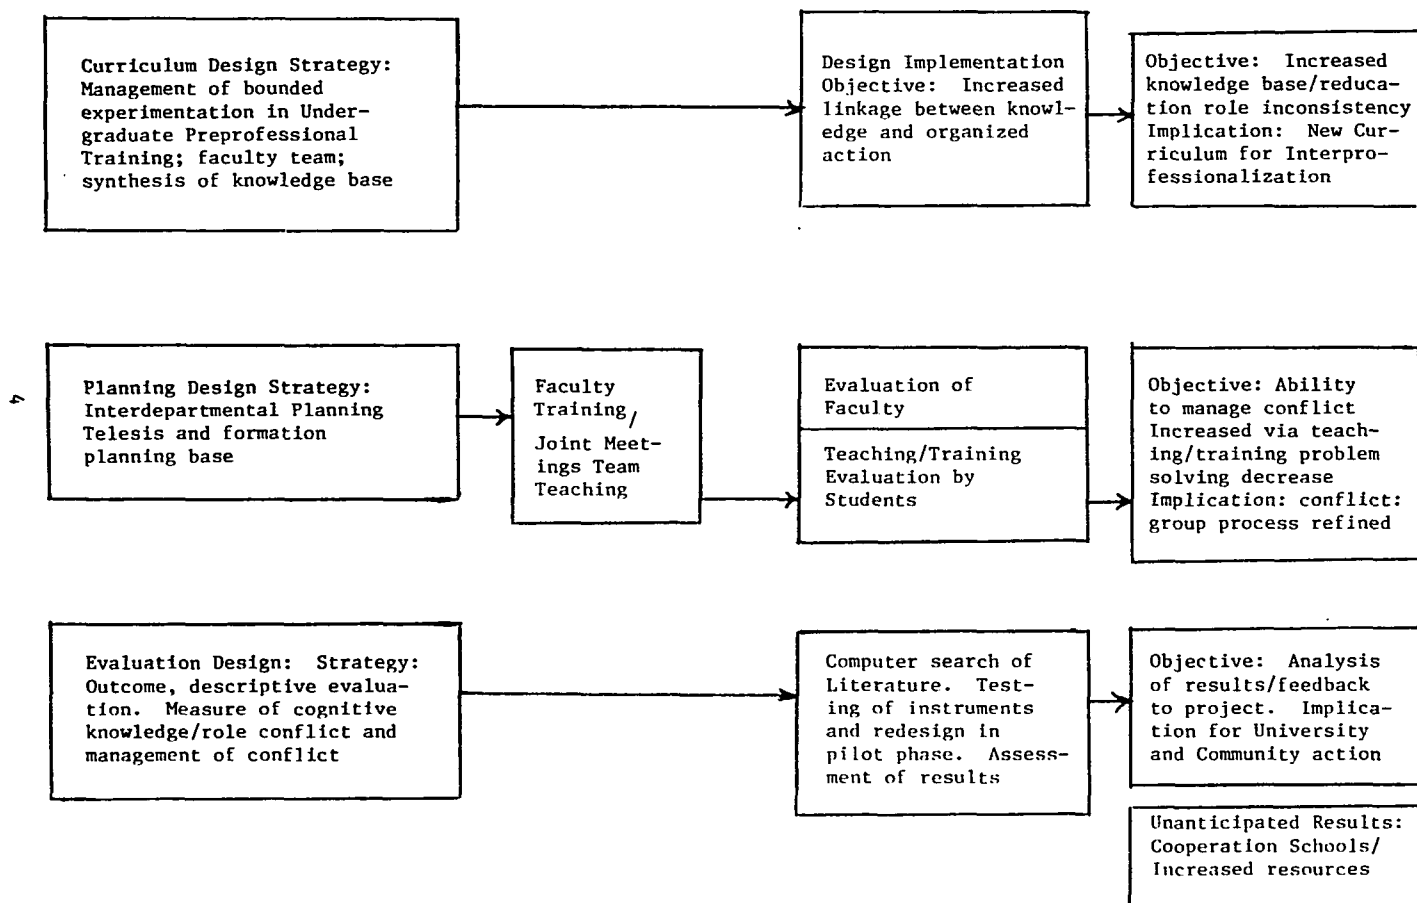 Curriculum Design Strategy:
Management of bounded
experimentation in Under-
graduate Preprofessional
Training; faculty team;
synthesis of knowledge base
Design Implementation
Objective: Increased
linkage between knowl-
edge and organized
action
Objective: Increased
knowledge base/reduca-
tion role inconsistency
Implication: New Cur-
riculum for Interpro-
fessionalization
4
Planning Design Strategy:
Interdepartmental Planning
Telesis and formation
planning base
Faculty
Training/
Joint Meet-
ings Team
Teaching
Evaluation of
Faculty
Teaching/Training
Evaluation by
Students
Objective: Ability
to manage conflict
Increased via teach-
ing/training problem
solving decrease
Implication: conflict:
group process refined
Evaluation Design: Strategy:
Outcome, descriptive evalua-
tion. Measure of cognitive
knowledge/role conflict and
management of conflict
Computer search of
Literature. Test-
ing of instruments
and redesign in
pilot phase. Assess-
ment of results
Objective: Analysis
of results/feedback
to project. Implica-
tion for University
and Community action
Unanticipated Results:
Cooperation Schools/
Increased resources